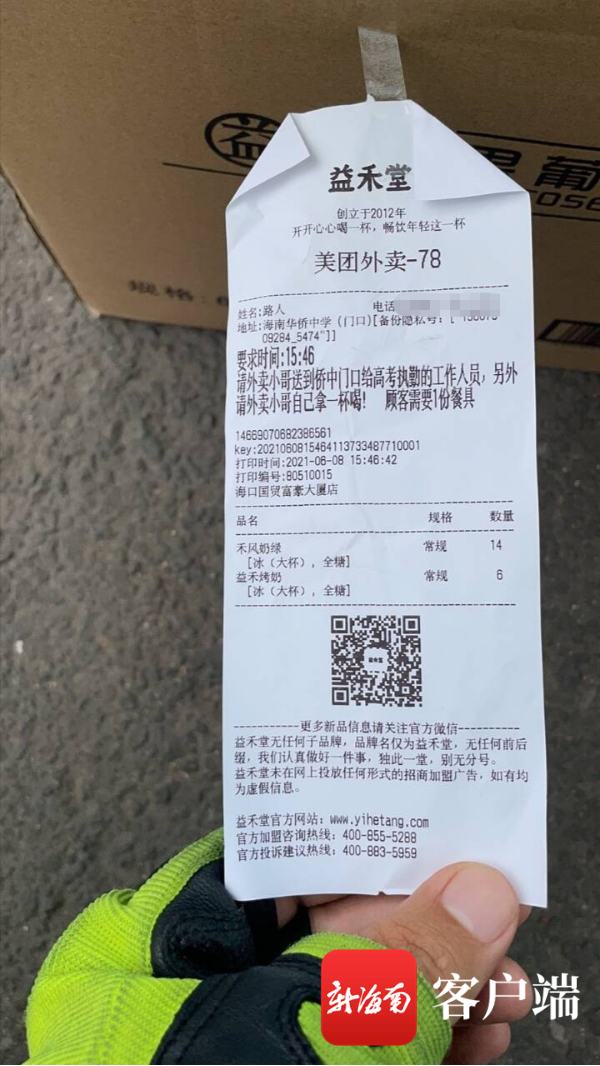 益
葡
规格:6
益禾堂
创立于2012年
开开心心喝一杯，畅饮年轻这一杯
美团外卖-78
姓名:路人 电话
地址:海南华侨中学（门口)[备份隐私号:
09284_5474"]]
要求时间:15:46
请外卖小哥送到侨中门口给高考执勤的工作人员，另外
请外卖小哥自己拿一杯喝！ 顾客需要1份餐具
14669070682386561
key:2021060815464113733487710001
打印时间:2021-06-08 15:46:42
打印编号:80510015
海口国贸富豪大厦店
品名 规格 数量
禾风奶绿 常规 14
[冰（大杯），全糖]
益禾烤奶 常规 6
[冰（大杯），全糖]
益禾堂
更多新品信息请关注官方微信
益禾堂无任何子品牌，品牌名仅为益禾堂，无任何前后
缀，我们认真做好一件事，独此一堂，别无分号。
益禾堂未在网上投放任何形式的招商加盟广告，如有均
为虚假信息。
益禾堂官方网站：www.yihetang.com
官方加盟咨询热线：400-855-5288
官方投诉建议热线：400-883-5959
新海南 客户端